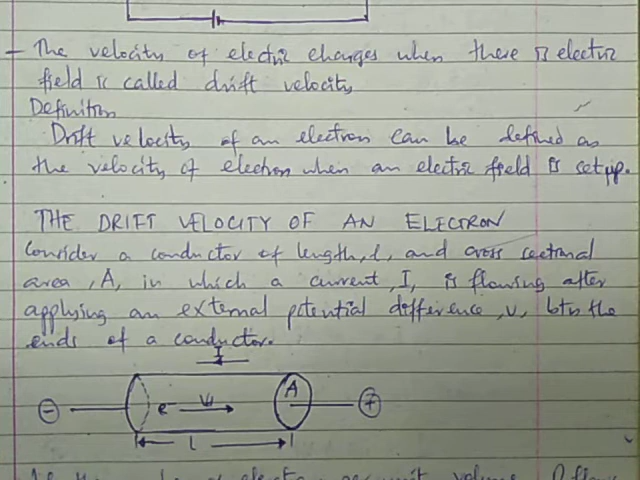 - The velocity of electric charges when there is electric
field is called drift velocity
Definition
Drift velocity of an electron can be defined as
the velocity of electron when an electric field is set up.
THE DRIFT VELOCITY OF AN ELECTRON
Consider a conductor of length, l, and cross sectional
area, A, in which a current, I, is flowing after
applying an external potential difference, v, btn the
ends of a conductor.
I
- e- V A +
L